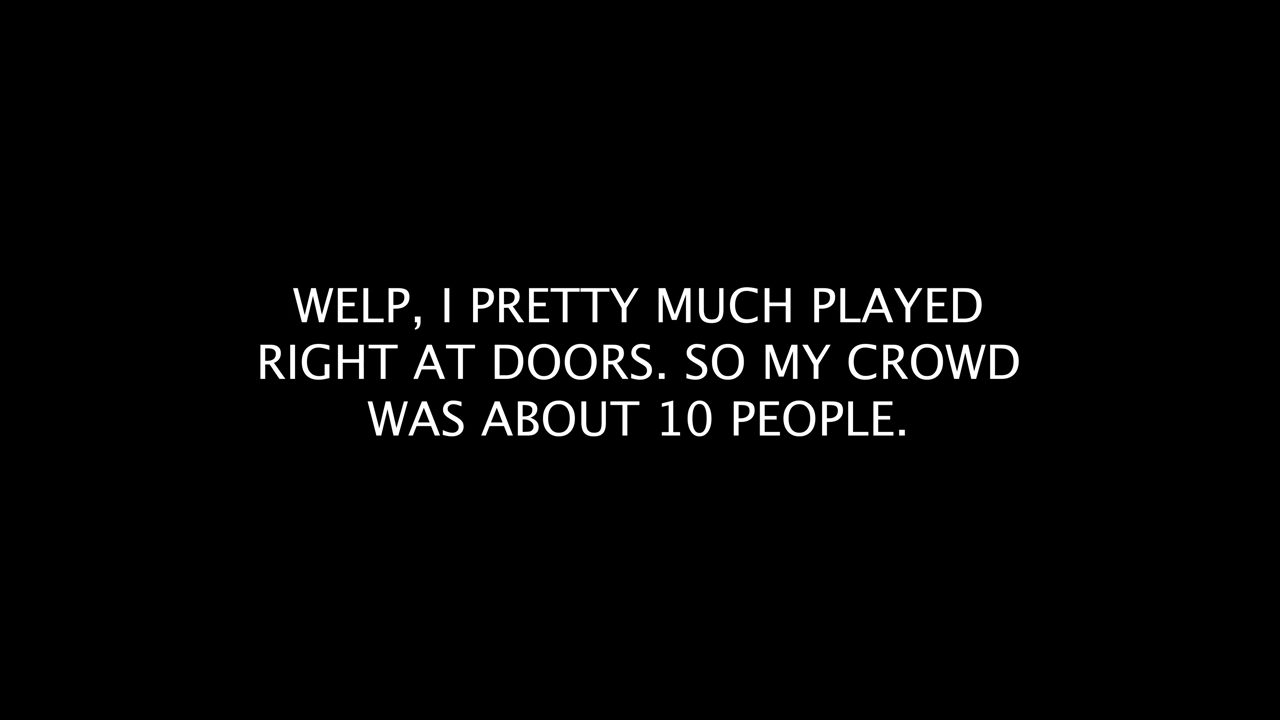 WELP, I PRETTY MUCH PLAYED
RIGHT AT DOORS. SO MY CROWD
WAS ABOUT 10 PEOPLE.